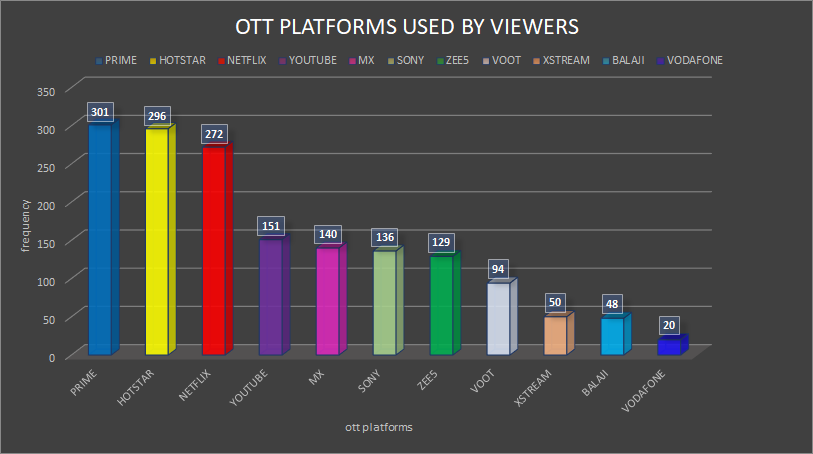 OTT PLATFORMS USED BY VIEWERS
PRIME HOTSTAR NETFLIX YOUTUBE MX SONY ZEE5 VOOT XSTREAM BALAJI VODAFONE
350
300
250
200
150
100
50
0
frequency
301
296
272
151
140
136
129
94
50
48
20
PRIME
HOTSTAR
NETFLIX
YOUTUBE
MX
SONY
ZEE5
VOOT
XSTREAM
BALAJI
VODAFONE
ott platforms